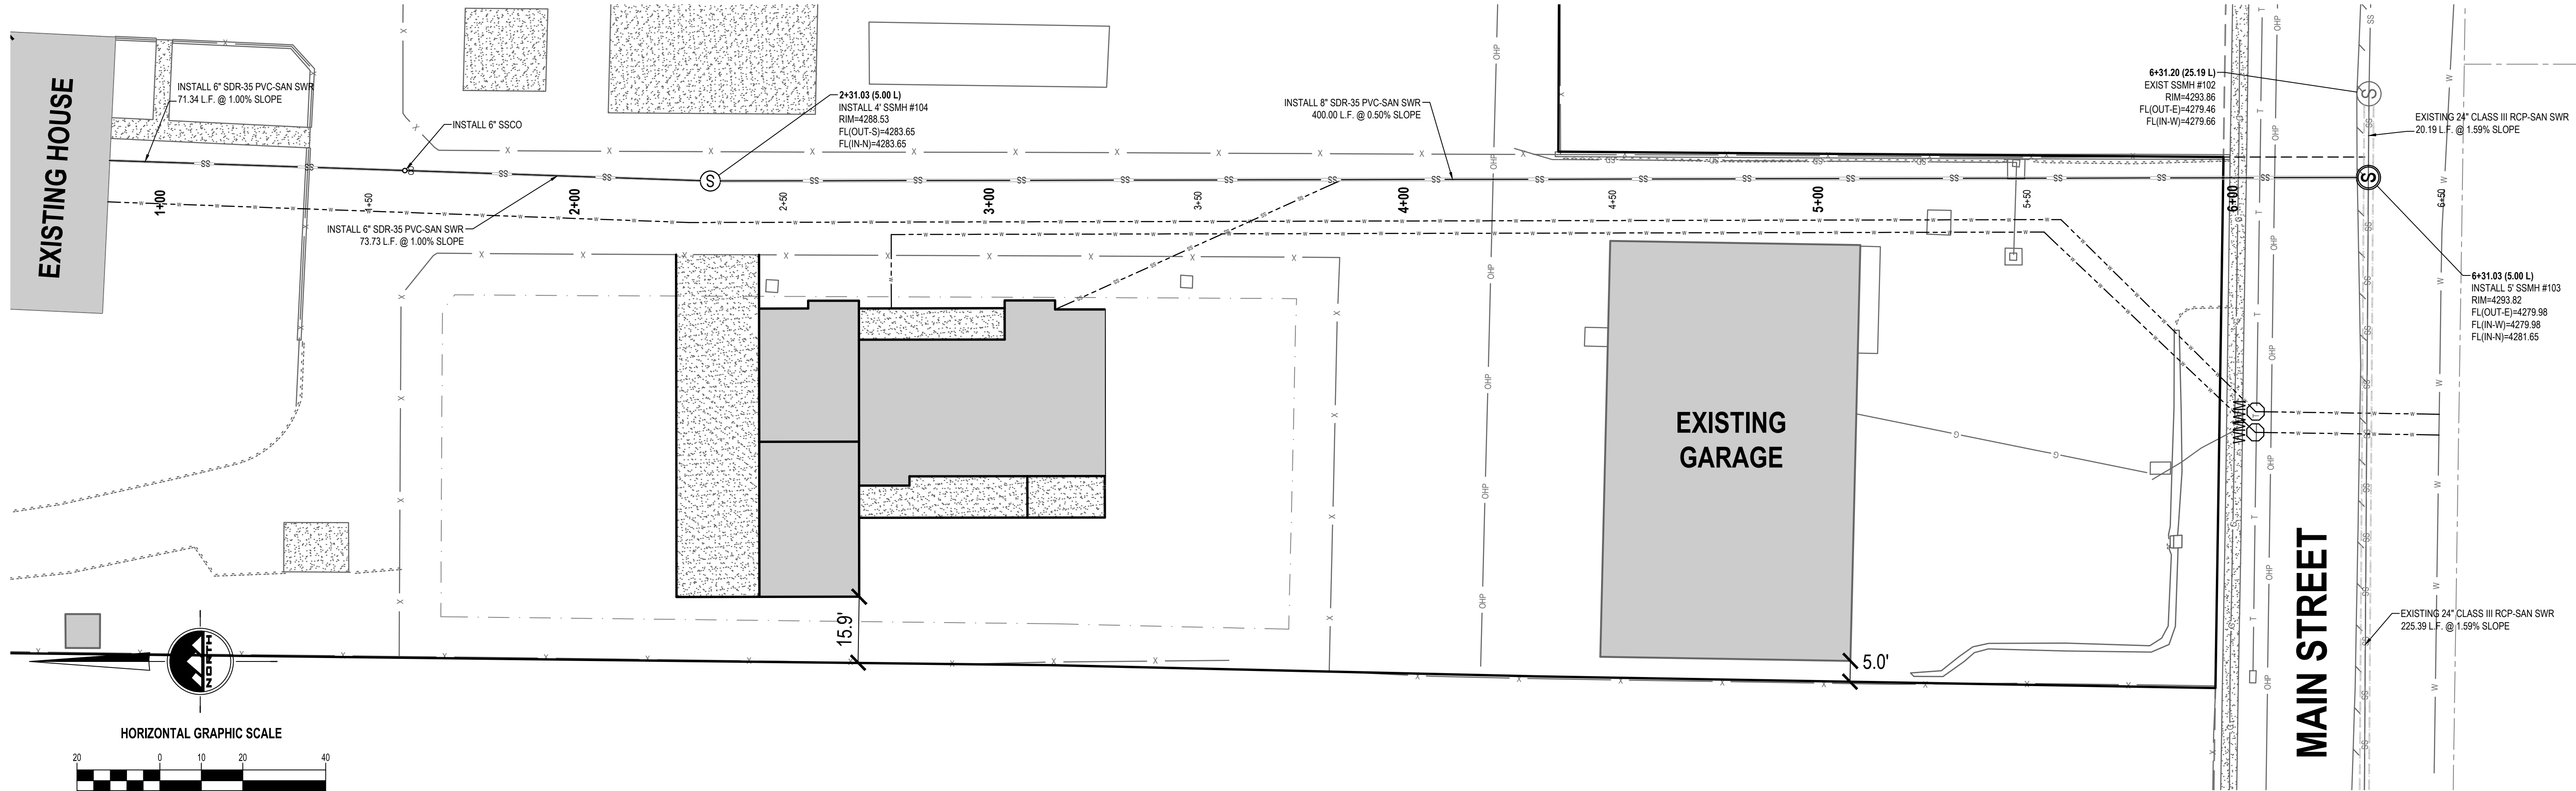 EXISTING HOUSE
INSTALL 6" SDR-35 PVC-SAN SWR
71.34 L.F. @ 1.00% SLOPE
INSTALL 6" SSCO
INSTALL 6" SDR-35 PVC-SAN SWR
73.73 L.F. @ 1.00% SLOPE
2+31.03 (5.00 L)
INSTALL 4' SSMH #104
RIM=4288.53
FL(OUT-S)=4283.65
FL(IN-N)=4283.65
INSTALL 8" SDR-35 PVC-SAN SWR
400.00 L.F. @ 0.50% SLOPE
6+31.20 (25.19 L)
EXIST SSMH #102
RIM=4293.86
FL(OUT-E)=4279.46
FL(IN-W)=4279.66
EXISTING 24" CLASS III RCP-SAN SWR
20.19 L.F. @ 1.59% SLOPE
6+31.03 (5.00 L)
INSTALL 5' SSMH #103
RIM=4293.82
FL(OUT-E)=4279.98
FL(IN-W)=4279.98
FL(IN-N)=4281.65
EXISTING 24" CLASS III RCP-SAN SWR
225.39 L.F. @ 1.59% SLOPE
1+00
1+50
2+00
2+50
3+00
3+50
4+00
4+50
5+00
5+50
6+00
6+50
EXISTING
GARAGE
MAIN STREET
15.9'
5.0'
WM
WM
NORTH
HORIZONTAL GRAPHIC SCALE
20 0 10 20 40